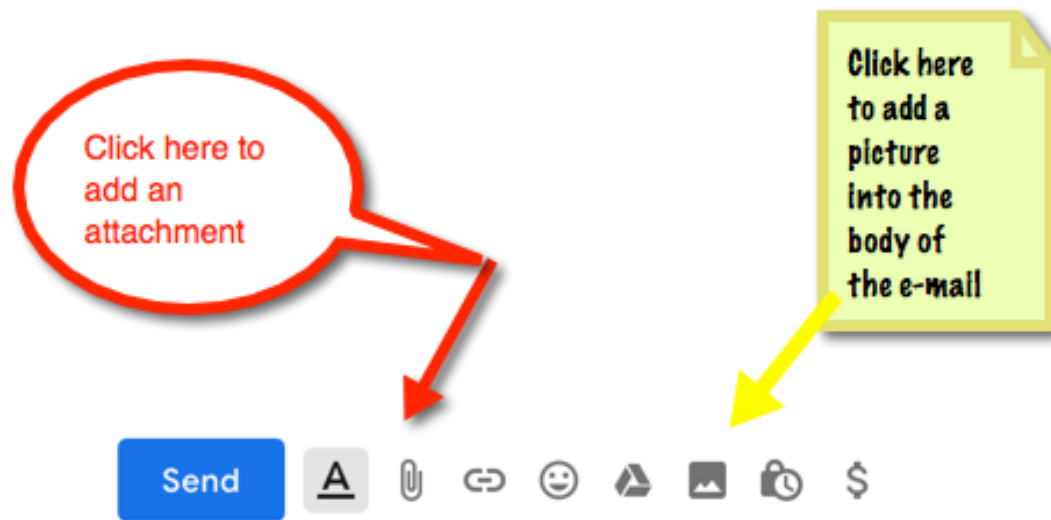 Click here to
add an
attachment
Click here
to add a
picture
into the
body of
the e-mail
Send A $